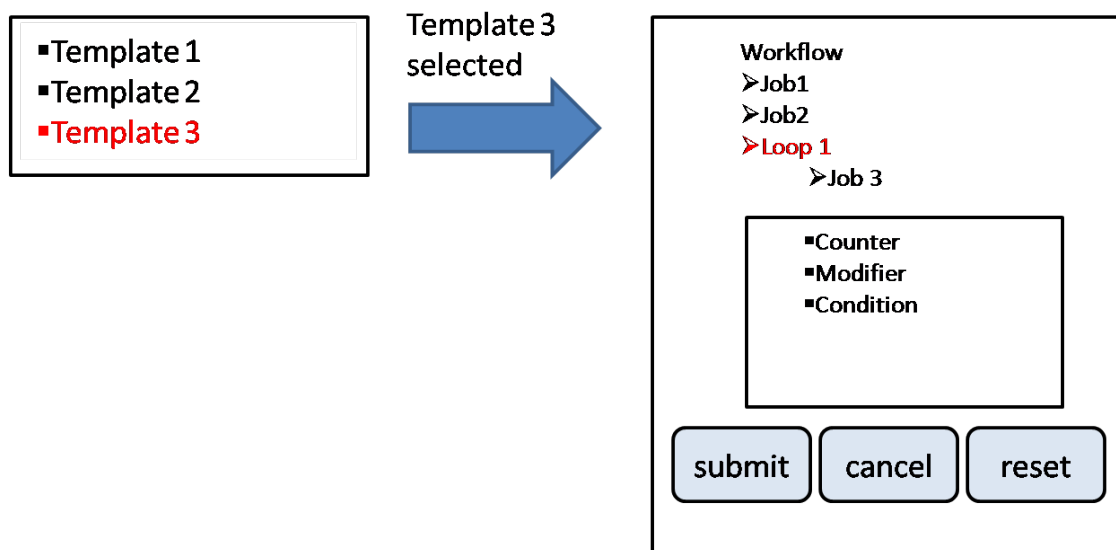 ▪Template 1
▪Template 2
▪Template 3
Template 3
selected
Workflow
➢Job1
➢Job2
➢Loop 1
➢Job 3
▪Counter
▪Modifier
▪Condition
submit
cancel
reset